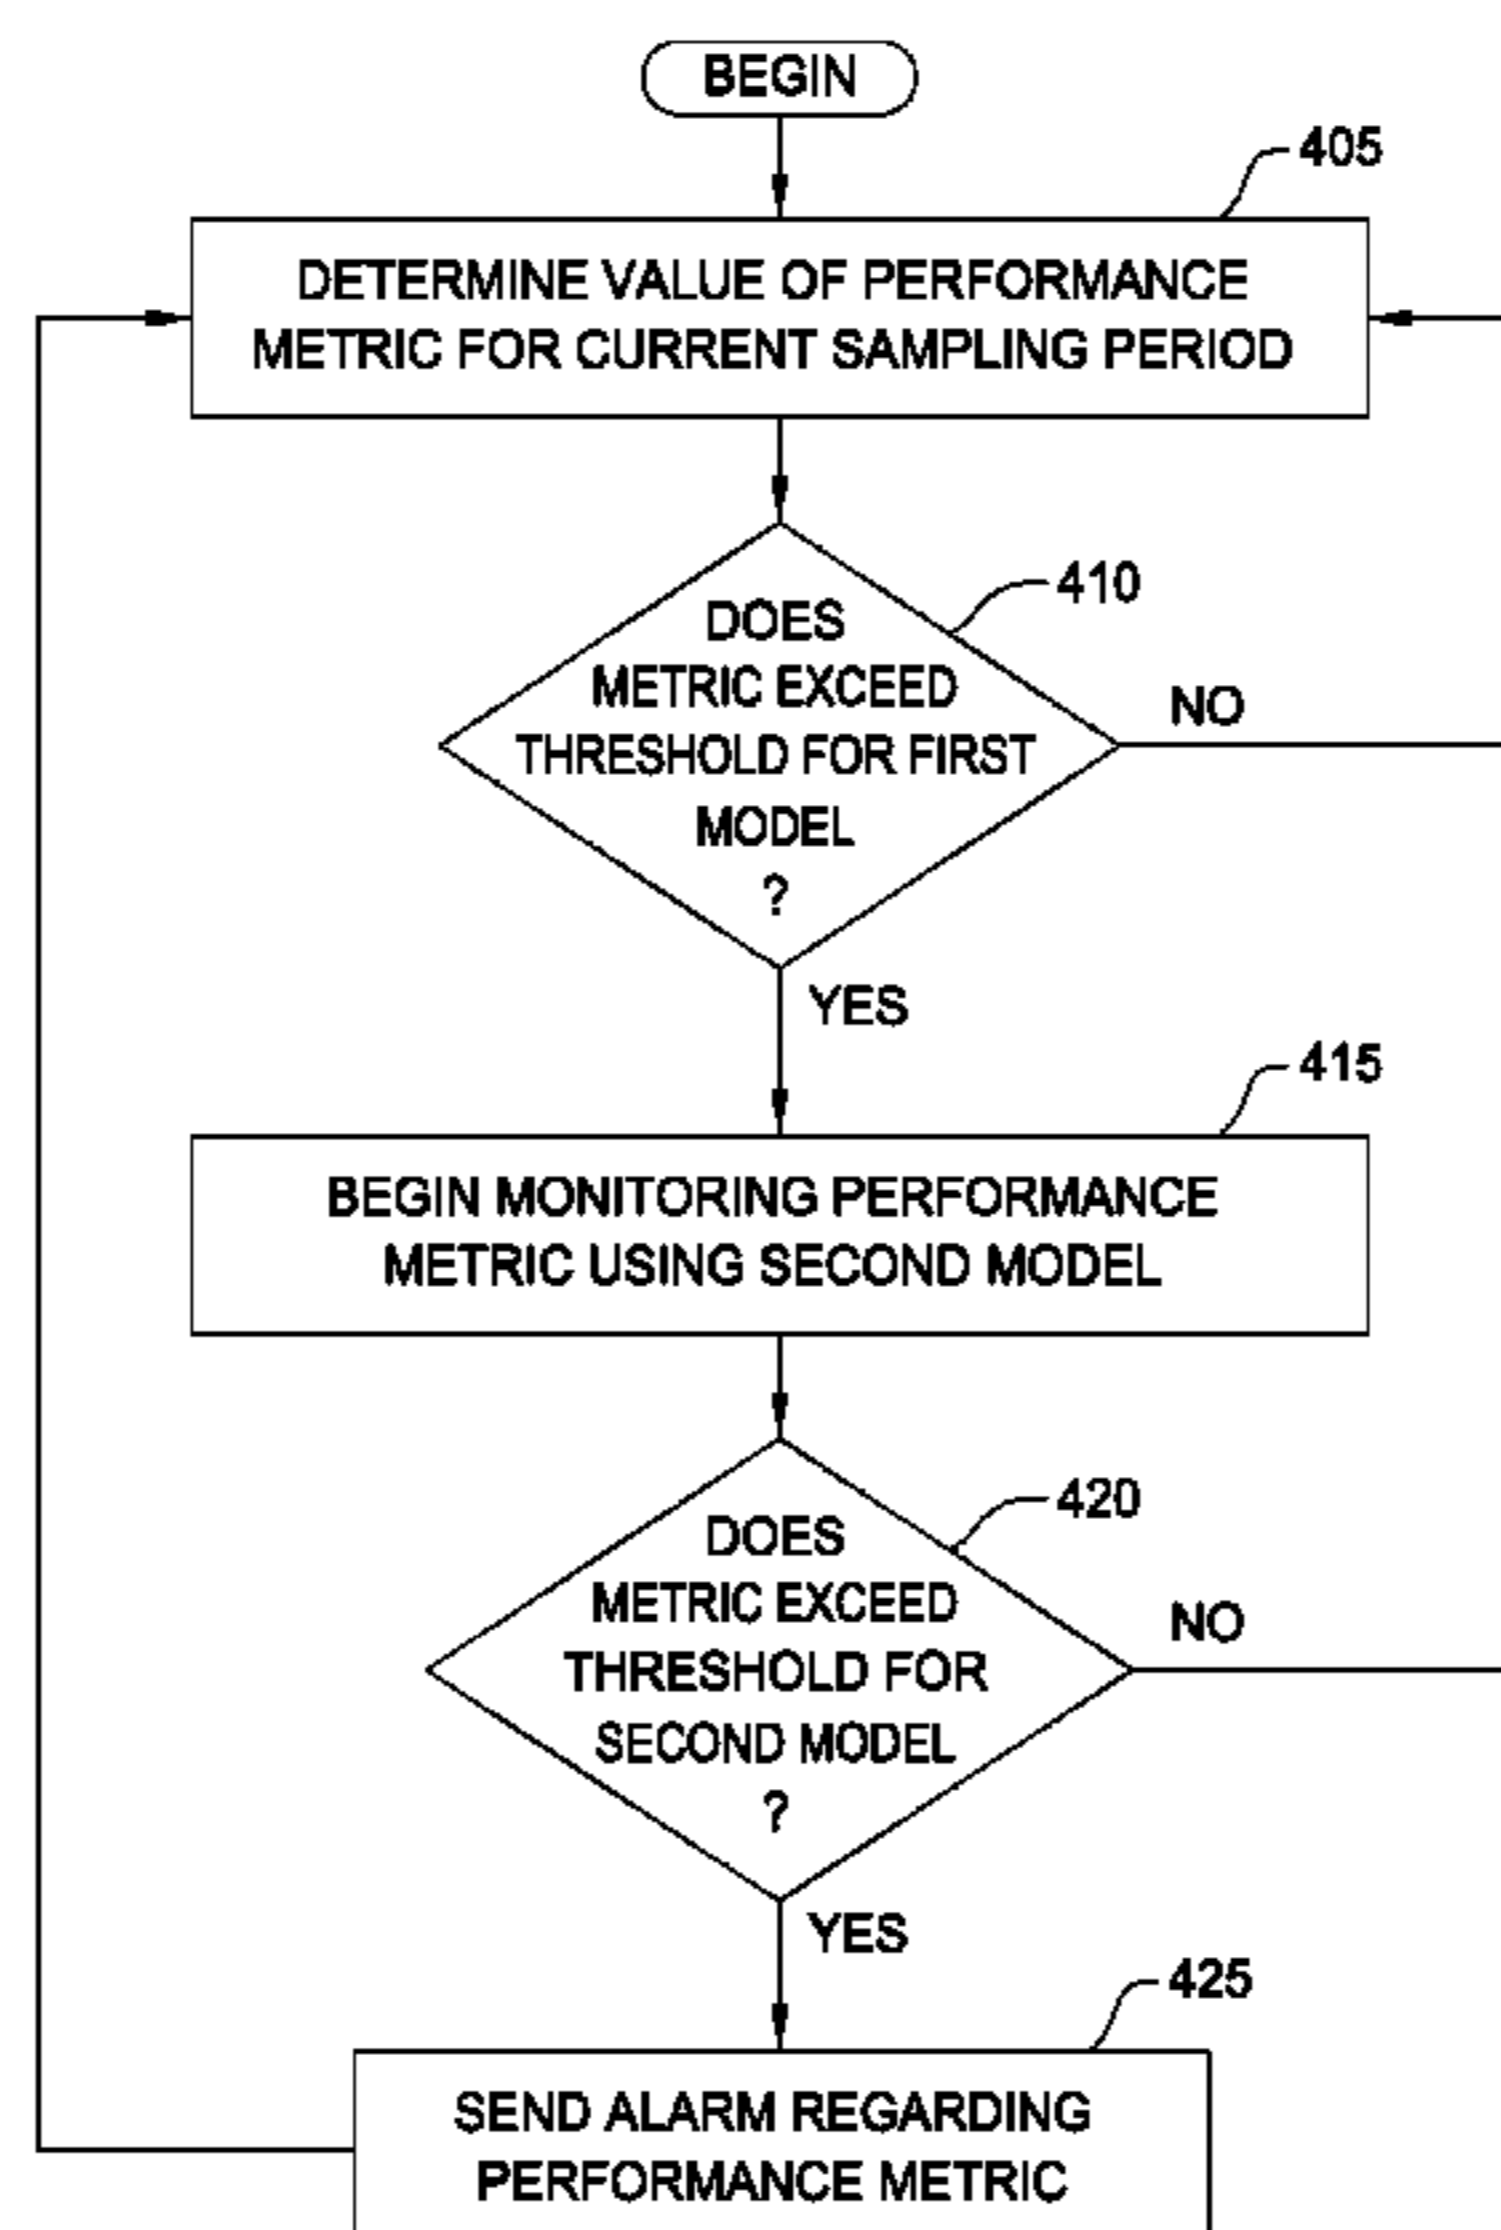 BEGIN
405
DETERMINE VALUE OF PERFORMANCE
METRIC FOR CURRENT SAMPLING PERIOD
410
DOES
METRIC EXCEED
THRESHOLD FOR FIRST
MODEL
?
NO
YES
415
BEGIN MONITORING PERFORMANCE
METRIC USING SECOND MODEL
420
DOES
METRIC EXCEED
THRESHOLD FOR
SECOND MODEL
?
NO
YES
425
SEND ALARM REGARDING
PERFORMANCE METRIC